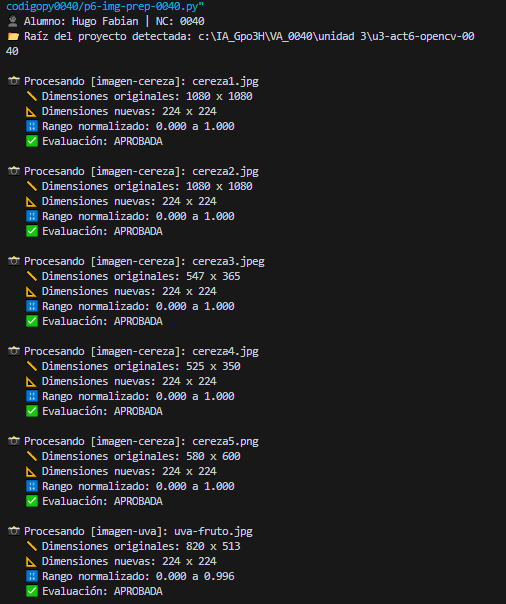 codigopy0040/p6-img-prep-0040.py"
👤 Alumno: Hugo Fabian | NC: 0040
📂 Raíz del proyecto detectada: c:\IA_Gpo3H\VA_0040\unidad 3\u3-act6-opencv-00
40
📸 Procesando [imagen-cereza]: cereza1.jpg
📏 Dimensiones originales: 1080 x 1080
📐 Dimensiones nuevas: 224 x 224
🔢 Rango normalizado: 0.000 a 1.000
✅ Evaluación: APROBADA
📸 Procesando [imagen-cereza]: cereza2.jpg
📏 Dimensiones originales: 1080 x 1080
📐 Dimensiones nuevas: 224 x 224
🔢 Rango normalizado: 0.000 a 1.000
✅ Evaluación: APROBADA
📸 Procesando [imagen-cereza]: cereza3.jpeg
📏 Dimensiones originales: 547 x 365
📐 Dimensiones nuevas: 224 x 224
🔢 Rango normalizado: 0.000 a 1.000
✅ Evaluación: APROBADA
📸 Procesando [imagen-cereza]: cereza4.jpg
📏 Dimensiones originales: 525 x 350
📐 Dimensiones nuevas: 224 x 224
🔢 Rango normalizado: 0.000 a 1.000
✅ Evaluación: APROBADA
📸 Procesando [imagen-cereza]: cereza5.png
📏 Dimensiones originales: 580 x 600
📐 Dimensiones nuevas: 224 x 224
🔢 Rango normalizado: 0.000 a 1.000
✅ Evaluación: APROBADA
📸 Procesando [imagen-uva]: uva-fruto.jpg
📏 Dimensiones originales: 820 x 513
📐 Dimensiones nuevas: 224 x 224
🔢 Rango normalizado: 0.000 a 0.996
✅ Evaluación: APROBADA